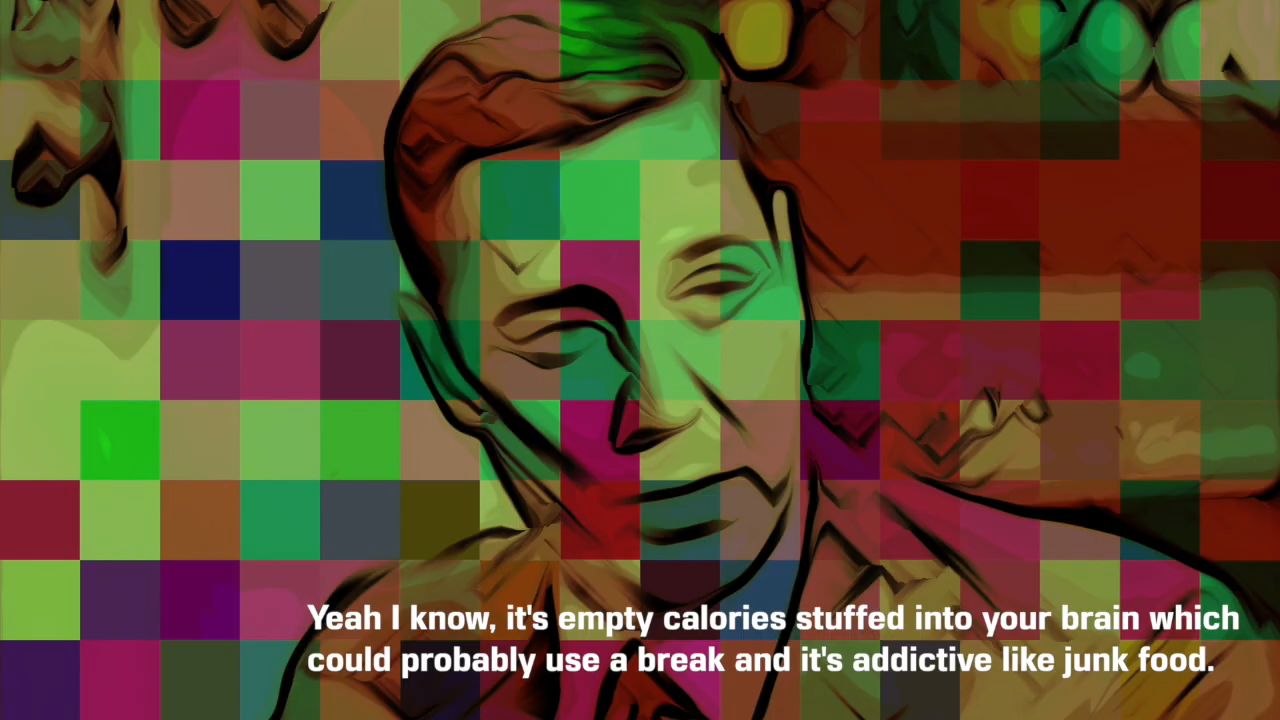 Yeah I know, it's empty calories stuffed into your brain which
could probably use a break and it's addictive like junk food.